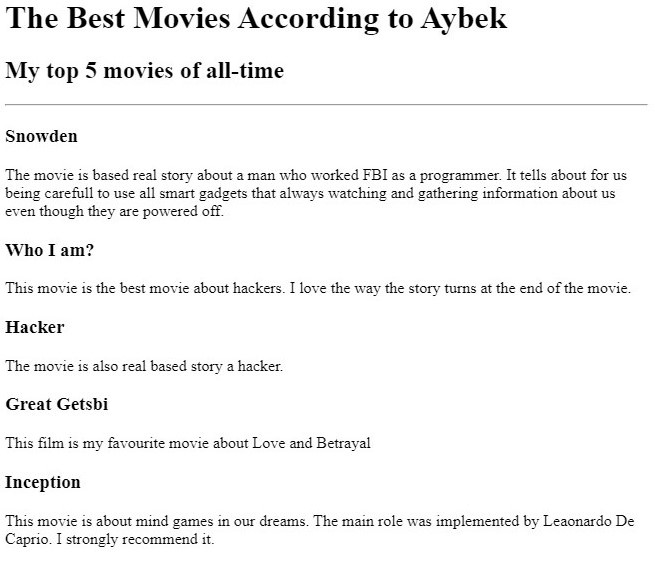 The Best Movies According to Aybek
My top 5 movies of all-time
Snowden
The movie is based real story about a man who worked FBI as a programmer. It tells about for us
being carefull to use all smart gadgets that always watching and gathering information about us
even though they are powered off.
Who I am?
This movie is the best movie about hackers. I love the way the story turns at the end of the movie.
Hacker
The movie is also real based story a hacker.
Great Getsbi
This film is my favourite movie about Love and Betrayal
Inception
This movie is about mind games in our dreams. The main role was implemented by Leaonardo De
Caprio. I strongly recommend it.